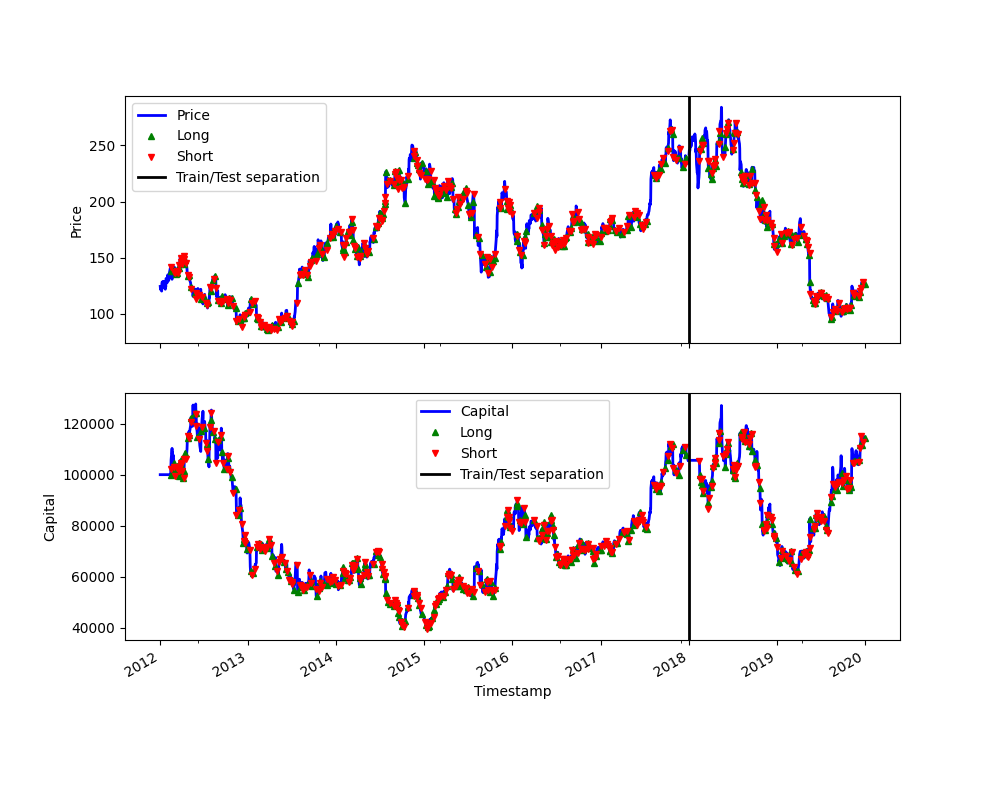 Price
Long
Short
Train/Test separation
250
200
150
100
Price
Capital
Long
Short
Train/Test separation
120000
100000
80000
60000
40000
Capital
2012
2013
2014
2015
2016
2017
2018
2019
2020
Timestamp